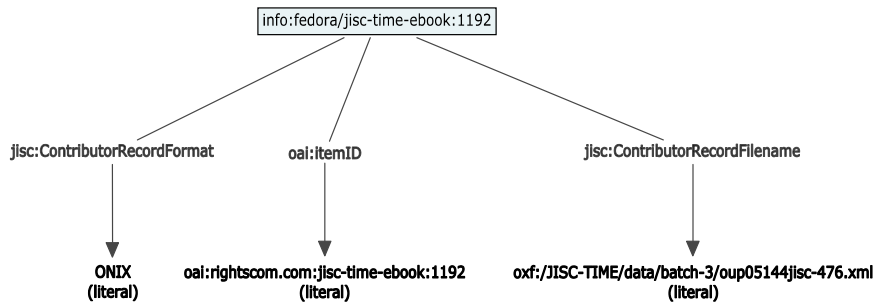 info:fedora/jisc-time-ebook:1192
jisc:ContributorRecordFormat
oai:itemID
jisc:ContributorRecordFilename
ONIX
(literal)
oai:rightscom.com:jisc-time-ebook:1192
(literal)
oxf:/JISC-TIME/data/batch-3/oup05144jisc-476.xml
(literal)